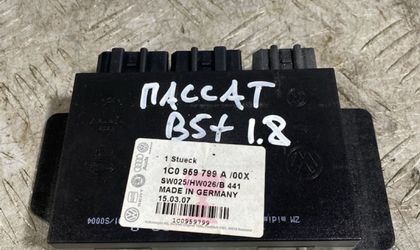 ПАССАТ
B5+ 1.8
1 Stueck
1C0 959 799 A /00X
SW025/HW026/B 441
MADE IN GERMANY
15.03.07
1C0959799